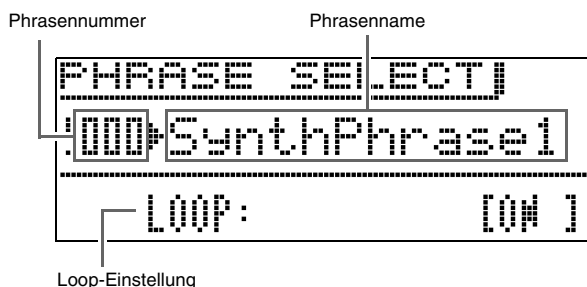 Phrasennummer Phrasenname
PHRASE SELECT
000 SynthPhrase1
LOOP: [ON ]
Loop-Einstellung